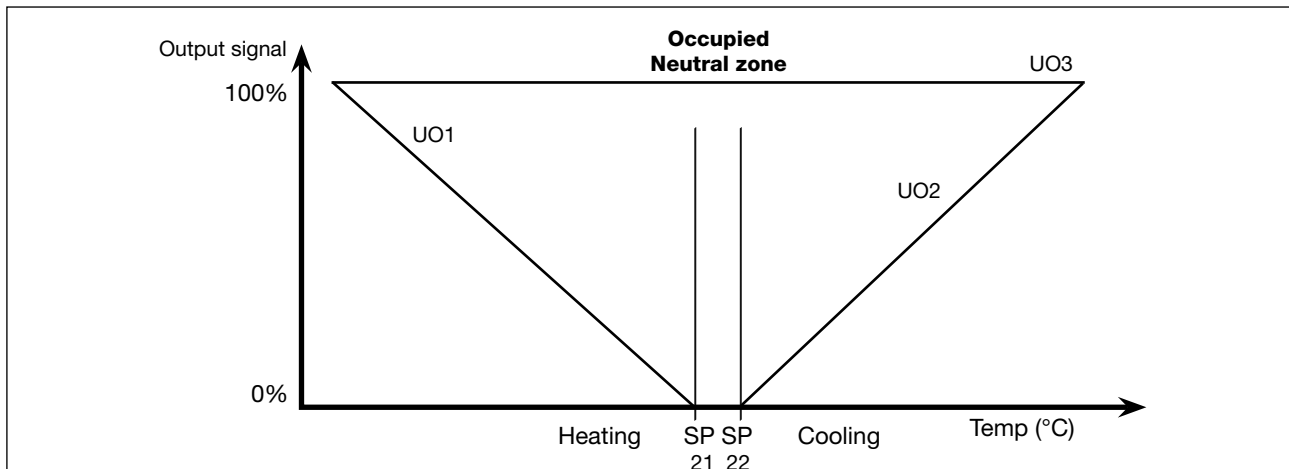 Output signal
Occupied
Neutral zone
UO3
100%
UO1
UO2
0%
Heating
SP
21
SP
22
Cooling
Temp (°C)